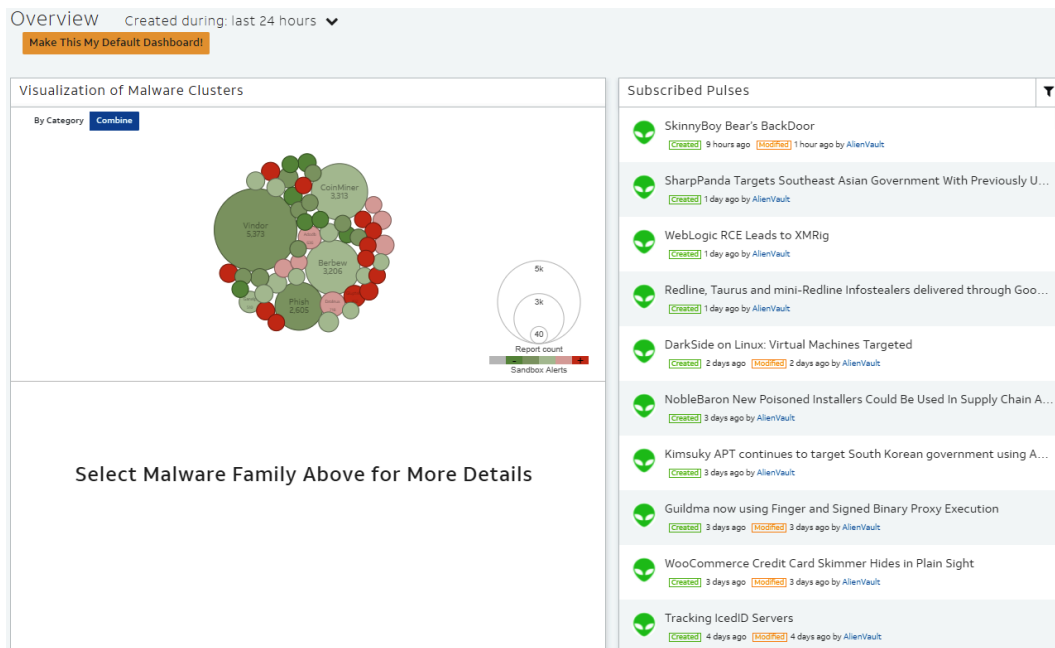 Overview Created during: last 24 hours
Make This My Default Dashboard!
Visualization of Malware Clusters
By Category Combine
CoinMiner
3,313
Vindor
5,373
Berbew
3,206
Phish
2,605
5k
3k
40
Report count
- +
Sandbox Alerts
Select Malware Family Above for More Details
Subscribed Pulses
SkinnyBoy Bear's BackDoor
Created 9 hours ago Modified 1 hour ago by AlienVault
SharpPanda Targets Southeast Asian Government With Previously U...
Created 1 day ago by AlienVault
WebLogic RCE Leads to XMRig
Created 1 day ago by AlienVault
Redline, Taurus and mini-Redline Infostealers delivered through Goo...
Created 1 day ago by AlienVault
DarkSide on Linux: Virtual Machines Targeted
Created 2 days ago Modified 2 days ago by AlienVault
NobleBaron New Poisoned Installers Could Be Used In Supply Chain A...
Created 3 days ago by AlienVault
Kimsuky APT continues to target South Korean government using A...
Created 3 days ago by AlienVault
Guildma now using Finger and Signed Binary Proxy Execution
Created 3 days ago Modified 3 days ago by AlienVault
WooCommerce Credit Card Skimmer Hides in Plain Sight
Created 3 days ago Modified 3 days ago by AlienVault
Tracking IcedID Servers
Created 4 days ago Modified 4 days ago by AlienVault